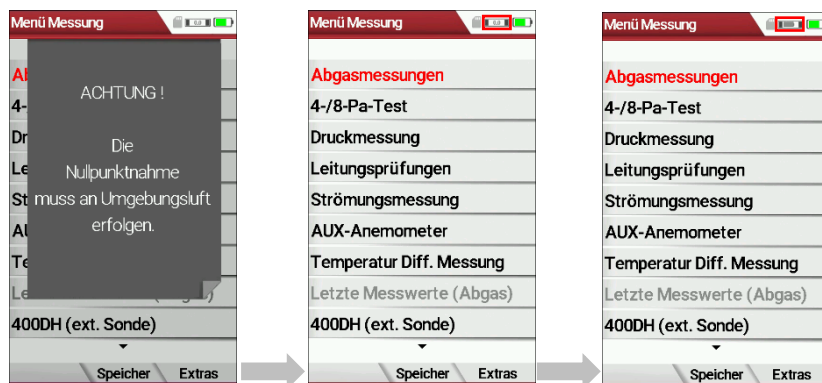 Menü Messung
ACHTUNG !
Die
Nullpunktnahme
muss an Umgebungsluft
erfolgen.
400DH (ext. Sonde)
Speicher Extras
Menü Messung
Abgasmessungen
4-/8-Pa-Test
Druckmessung
Leitungsprüfungen
Strömungsmessung
AUX-Anemometer
Temperatur Diff. Messung
Letzte Messwerte (Abgas)
400DH (ext. Sonde)
Speicher Extras
Menü Messung
Abgasmessungen
4-/8-Pa-Test
Druckmessung
Leitungsprüfungen
Strömungsmessung
AUX-Anemometer
Temperatur Diff. Messung
Letzte Messwerte (Abgas)
400DH (ext. Sonde)
Speicher Extras